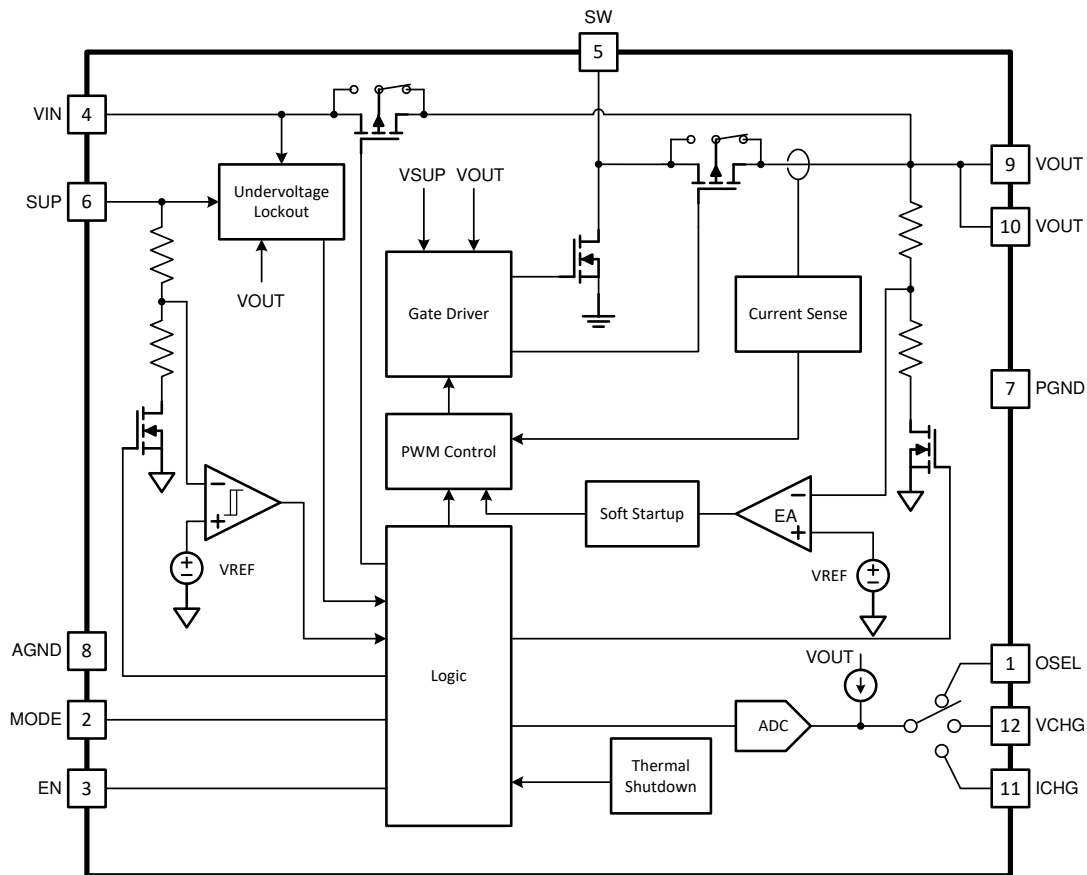 SW
5
VIN
4
SUP
6
Undervoltage
Lockout
VOUT
VSUP
VOUT
Gate Driver
Current Sense
9
VOUT
10
VOUT
7
PGND
PWM Control
Soft Startup
EA
−
+
VREF
+
−
−
+
VREF
+
−
AGND
8
MODE
2
EN
3
Logic
Thermal
Shutdown
ADC
VOUT
1
OSEL
12
VCHG
11
ICHG